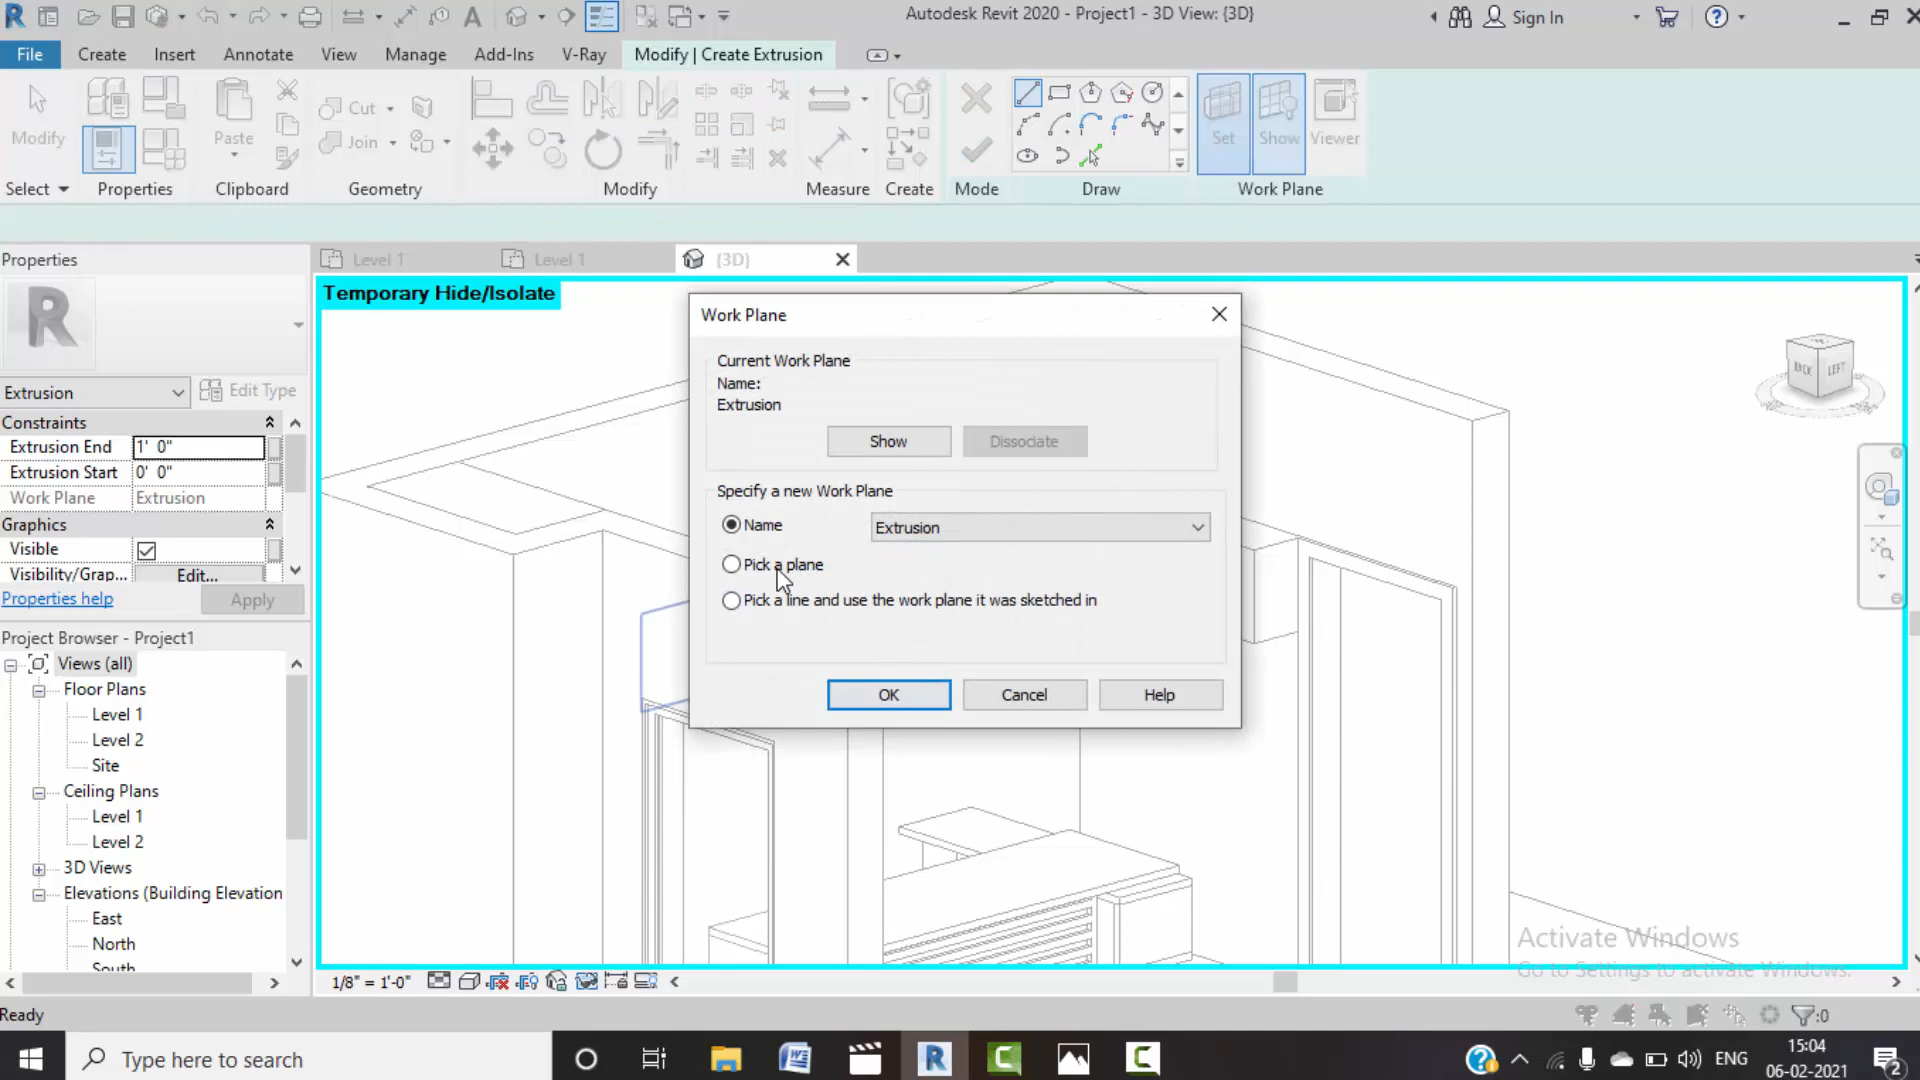 Autodesk Revit 2020 - Project1 - 3D View: {3D}
Sign In
File Create Insert Annotate View Manage Add-Ins V-Ray Modify | Create Extrusion
Modify
Paste
Cut
Join
Set Show Viewer
Select Properties Clipboard Geometry Modify Measure Create Mode Draw Work Plane
Properties
Level 1
Level 1
{3D}
Temporary Hide/Isolate
Extrusion
Edit Type
Constraints
Extrusion End 1' 0"
Extrusion Start 0' 0"
Work Plane Extrusion
Graphics
Visible
Visibility/Grap... Edit...
Properties help
Apply
Project Browser - Project1
Views (all)
Floor Plans
Level 1
Level 2
Site
Ceiling Plans
Level 1
Level 2
3D Views
Elevations (Building Elevation
East
North
South
Work Plane
Current Work Plane
Name:
Extrusion
Show
Dissociate
Specify a new Work Plane
Name
Extrusion
Pick a plane
Pick a line and use the work plane it was sketched in
OK
Cancel
Help
BACK
LEFT
Activate Windows
Go to Settings to activate Windows.
1/8" = 1'-0"
Ready
:0
Type here to search
ENG
15:04
06-02-2021
2